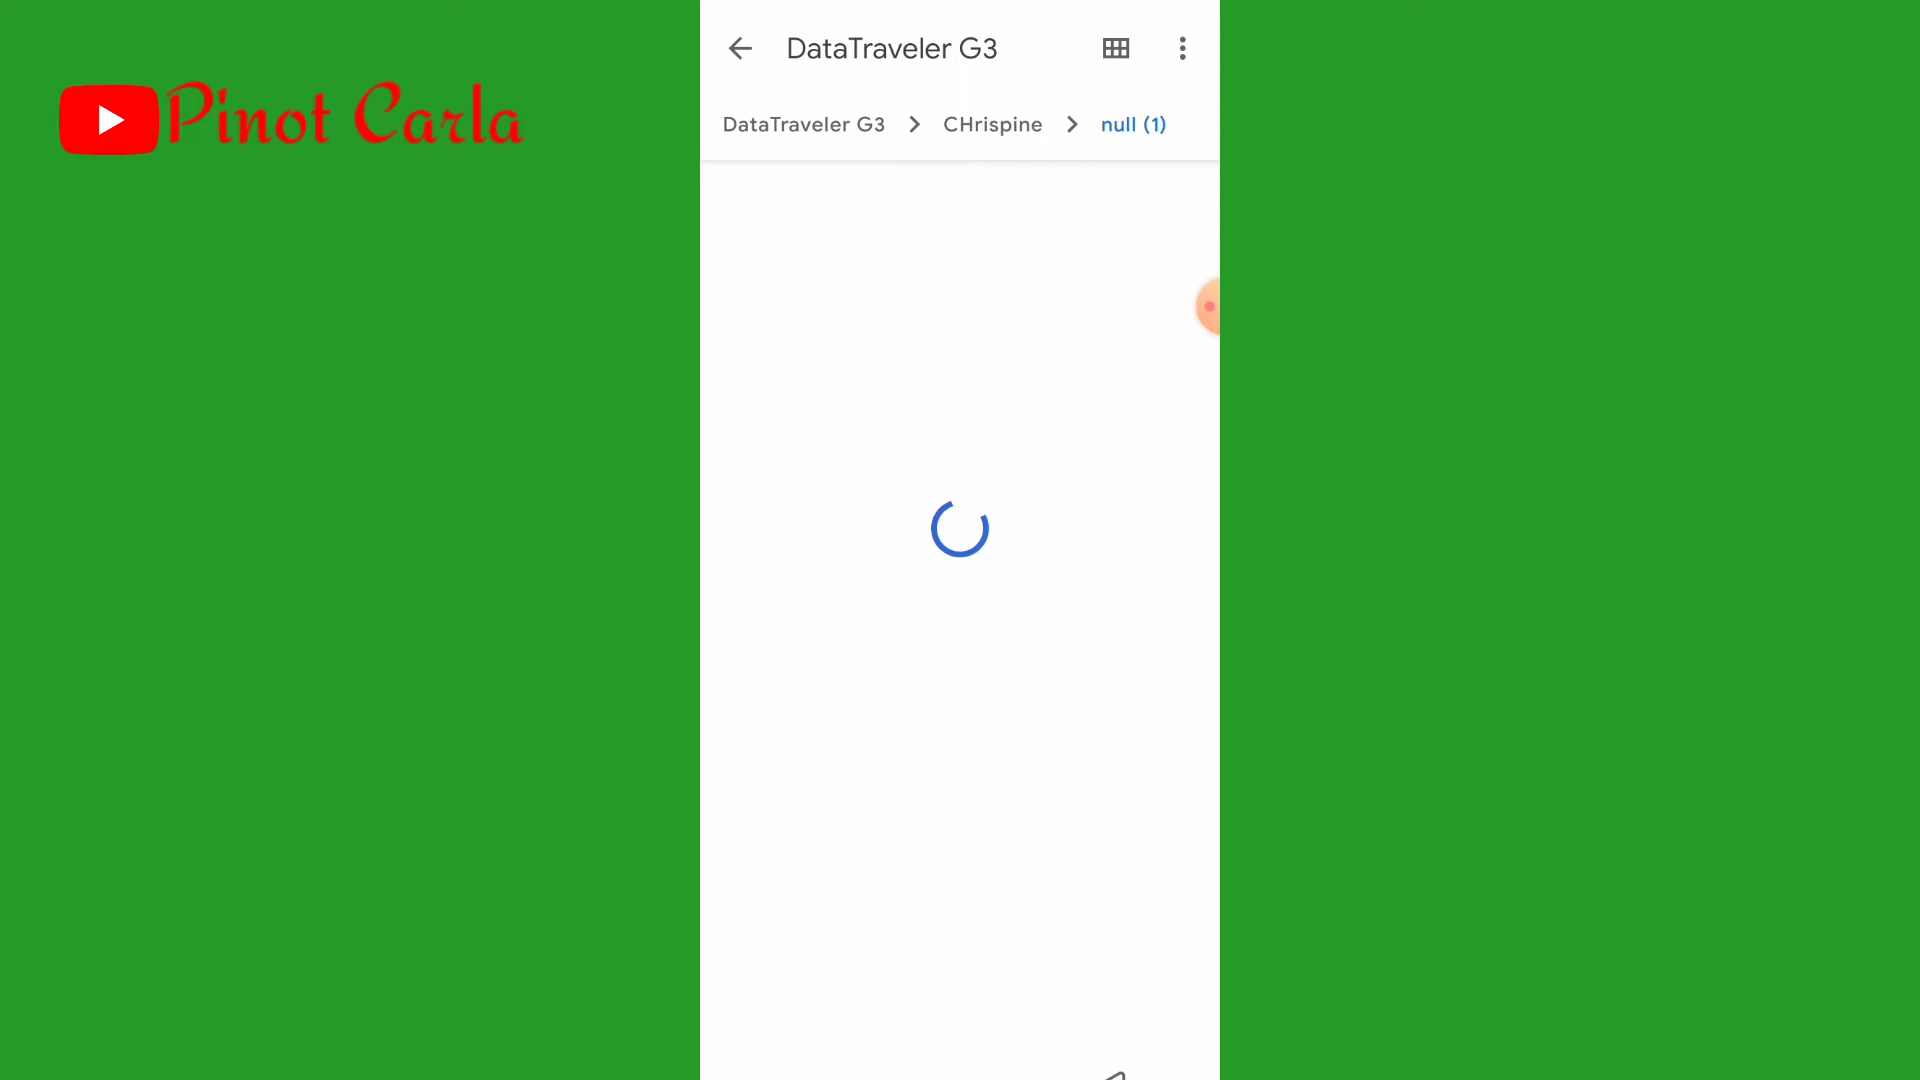 Pinot Carla
DataTraveler G3
DataTraveler G3 > CHrispine > null (1)